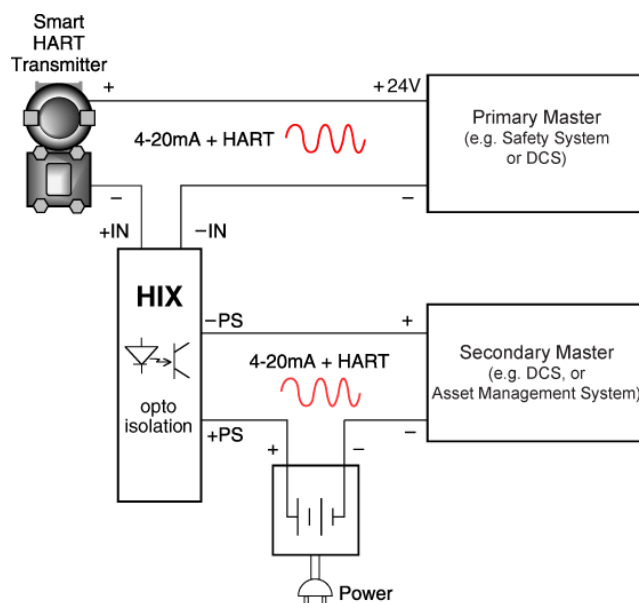 Smart
HART
Transmitter
+
+24V
Primary Master
(e.g. Safety System
or DCS)
4-20mA + HART
–
–
+IN
–IN
HIX
–PS
+
Secondary Master
(e.g. DCS, or
Asset Management System)
4-20mA + HART
opto
isolation
+PS
–
+
–
Power